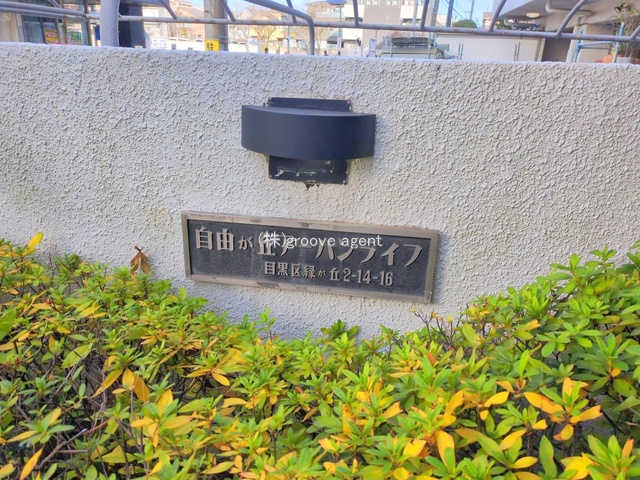 自由が丘アーバンライフ
(株)groove agent
目黒区緑が丘2-14-16